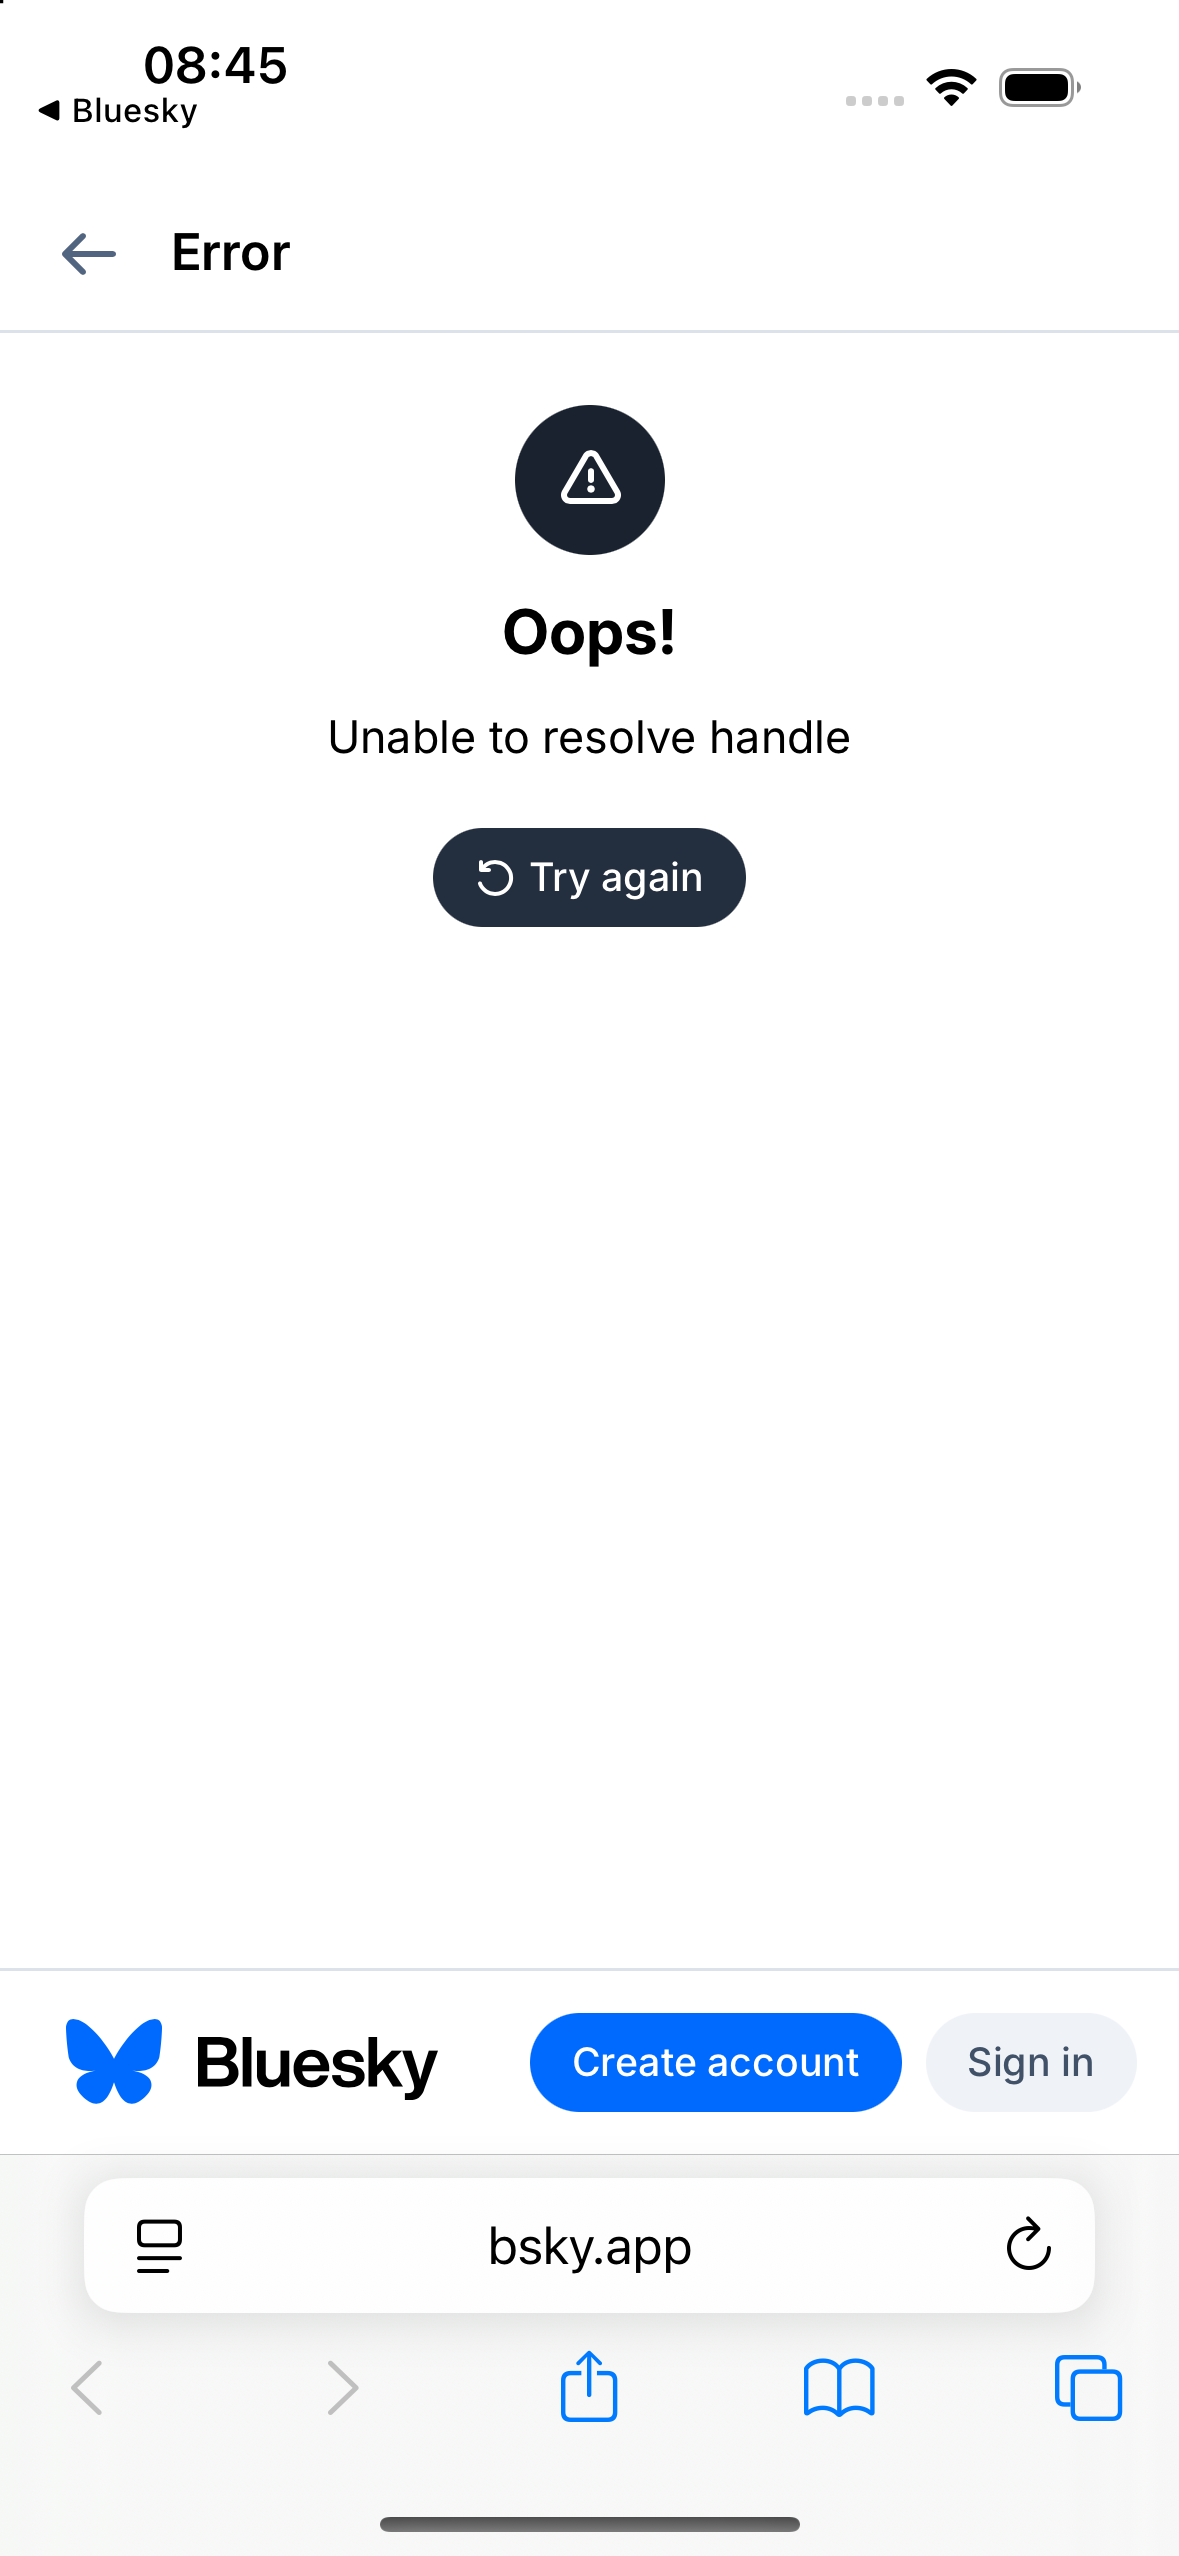 08:45
Bluesky
Error
Oops!
Unable to resolve handle
Try again
Bluesky
Create account
Sign in
bsky.app